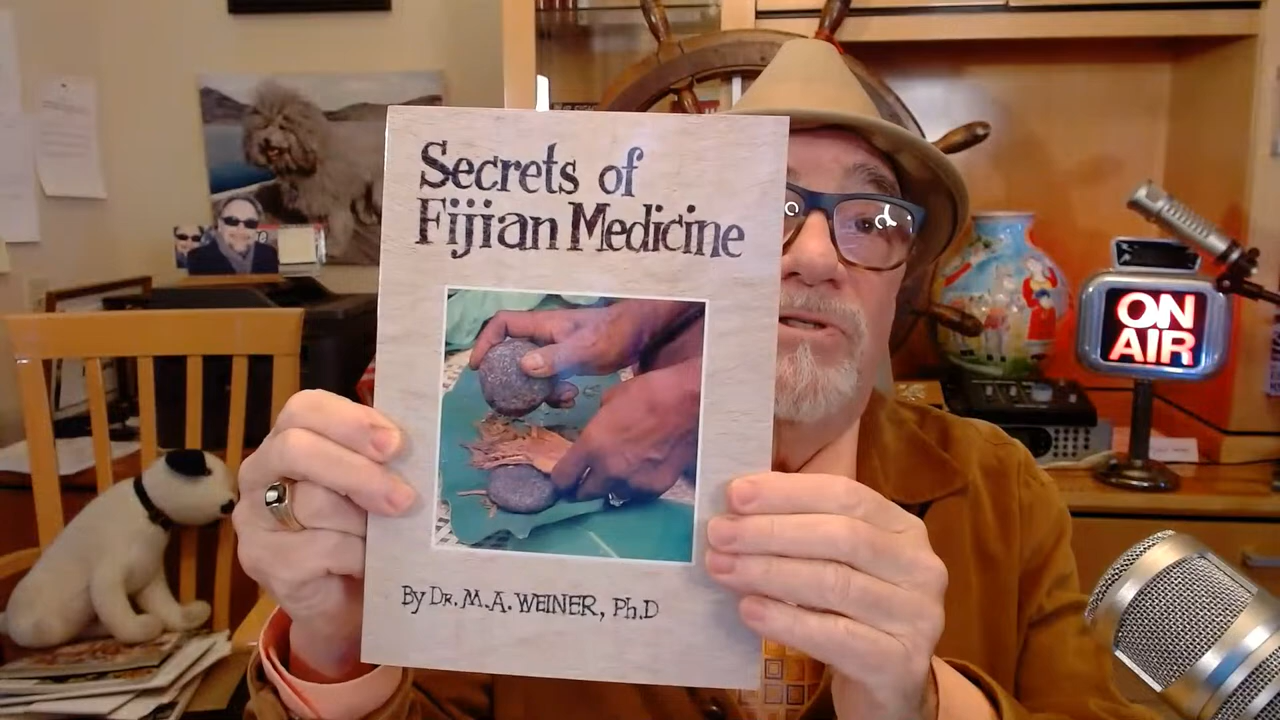 Secrets of
Fijian Medicine
By DR. M.A. WEINER, Ph.D
ON
AIR